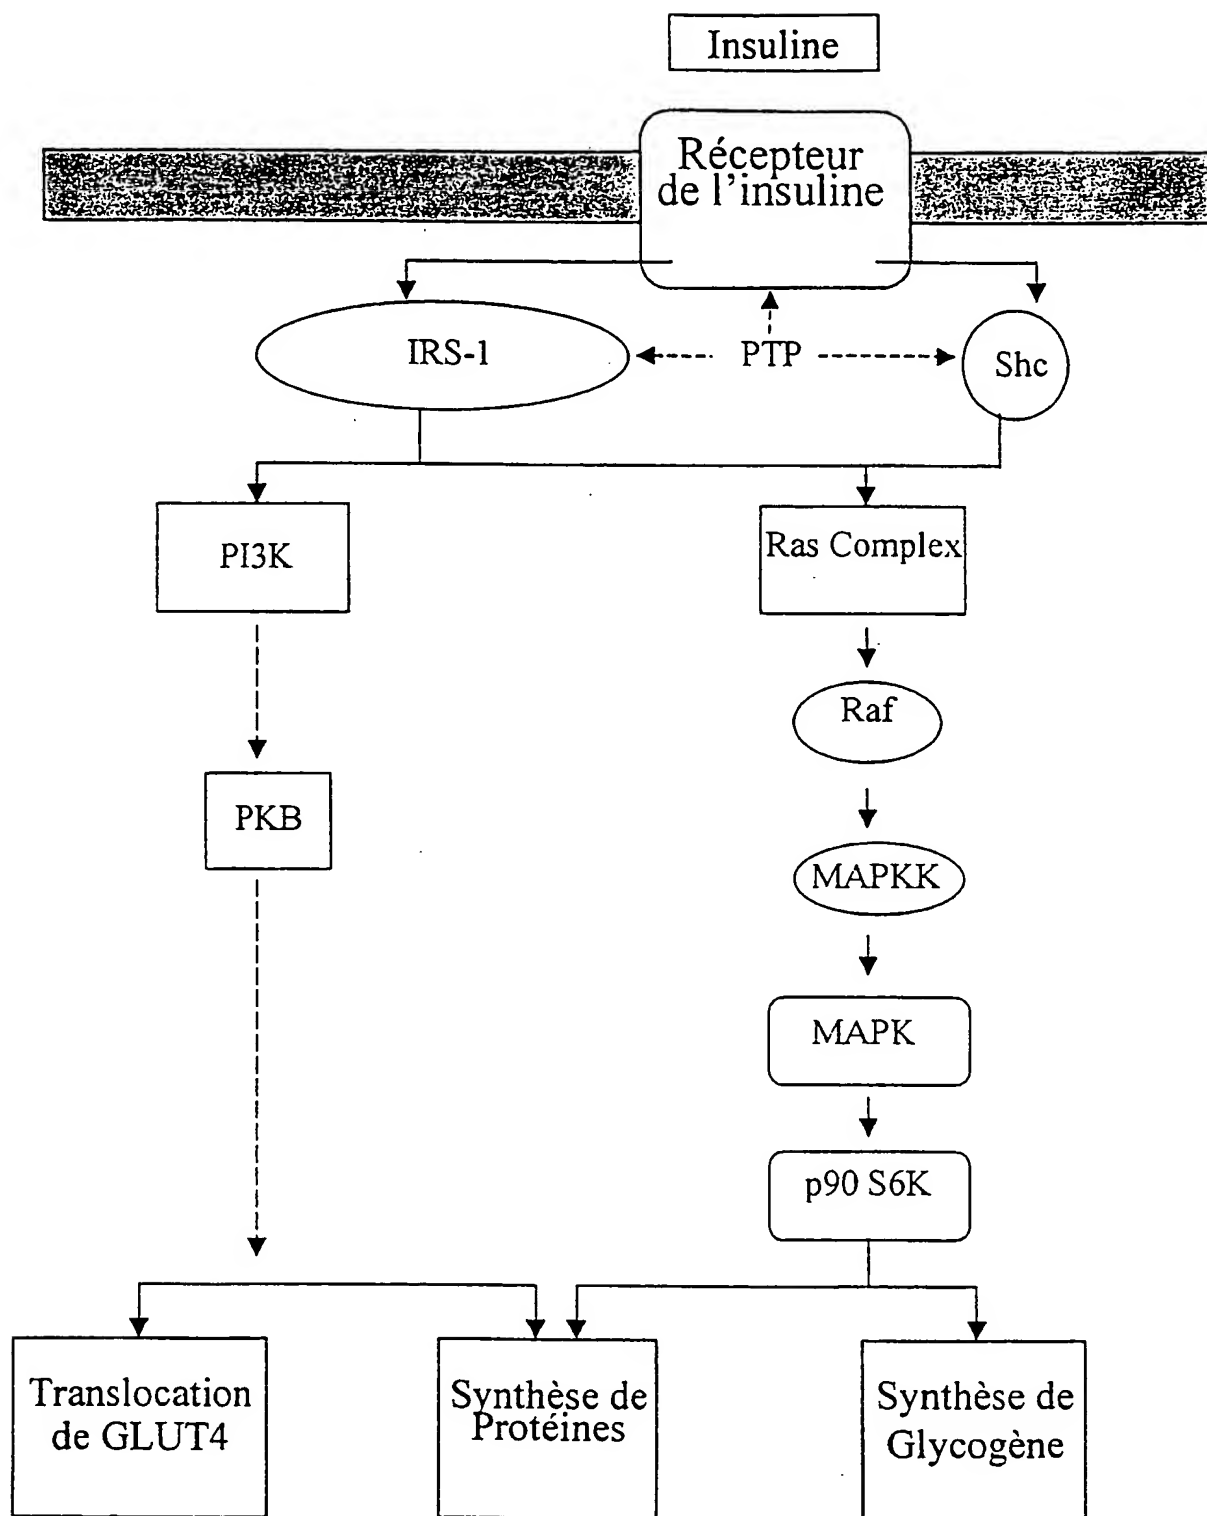 Insuline
Récepteur
de l'insuline
IRS-1
PTP
Shc
PI3K
Ras Complex
Raf
PKB
MAPKK
MAPK
p90 S6K
Translocation
de GLUT4
Synthèse de
Protéines
Synthèse de
Glycogène